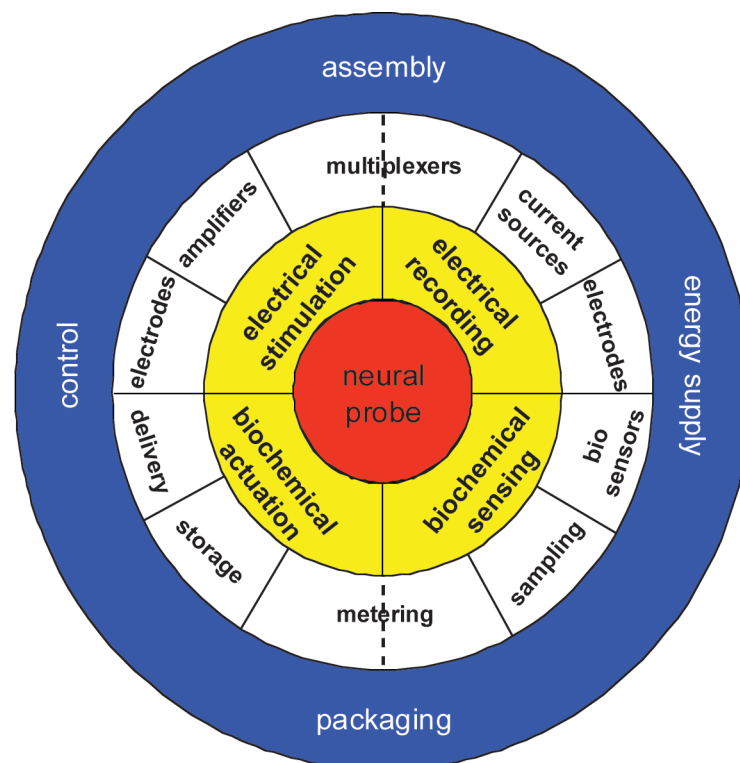 assembly
multiplexers
amplifiers
current
sources
electrical
stimulation
electrical
recording
electrodes
electrodes
control
neural
probe
energy supply
delivery
biochemical
actuation
biochemical
sensing
bio
sensors
storage
sampling
metering
packaging